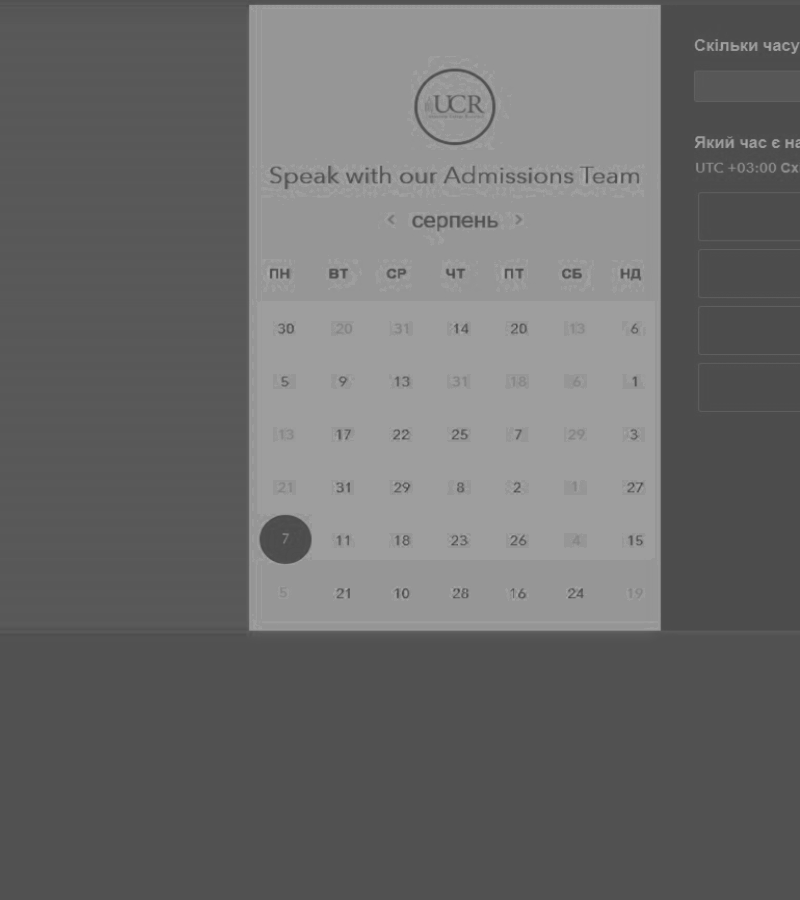 Скільки часу
UCR
Який час є на
Speak with our Admissions Team
UTC +03:00 Сх
< серпень >
ПН ВТ СР ЧТ ПТ СБ НД
30 20 31 14 20 13 6
5 9 13 31 18 6 1
13 17 22 25 7 29 3
21 31 29 8 2 1 27
7 11 18 23 26 4 15
5 21 10 28 16 24 19